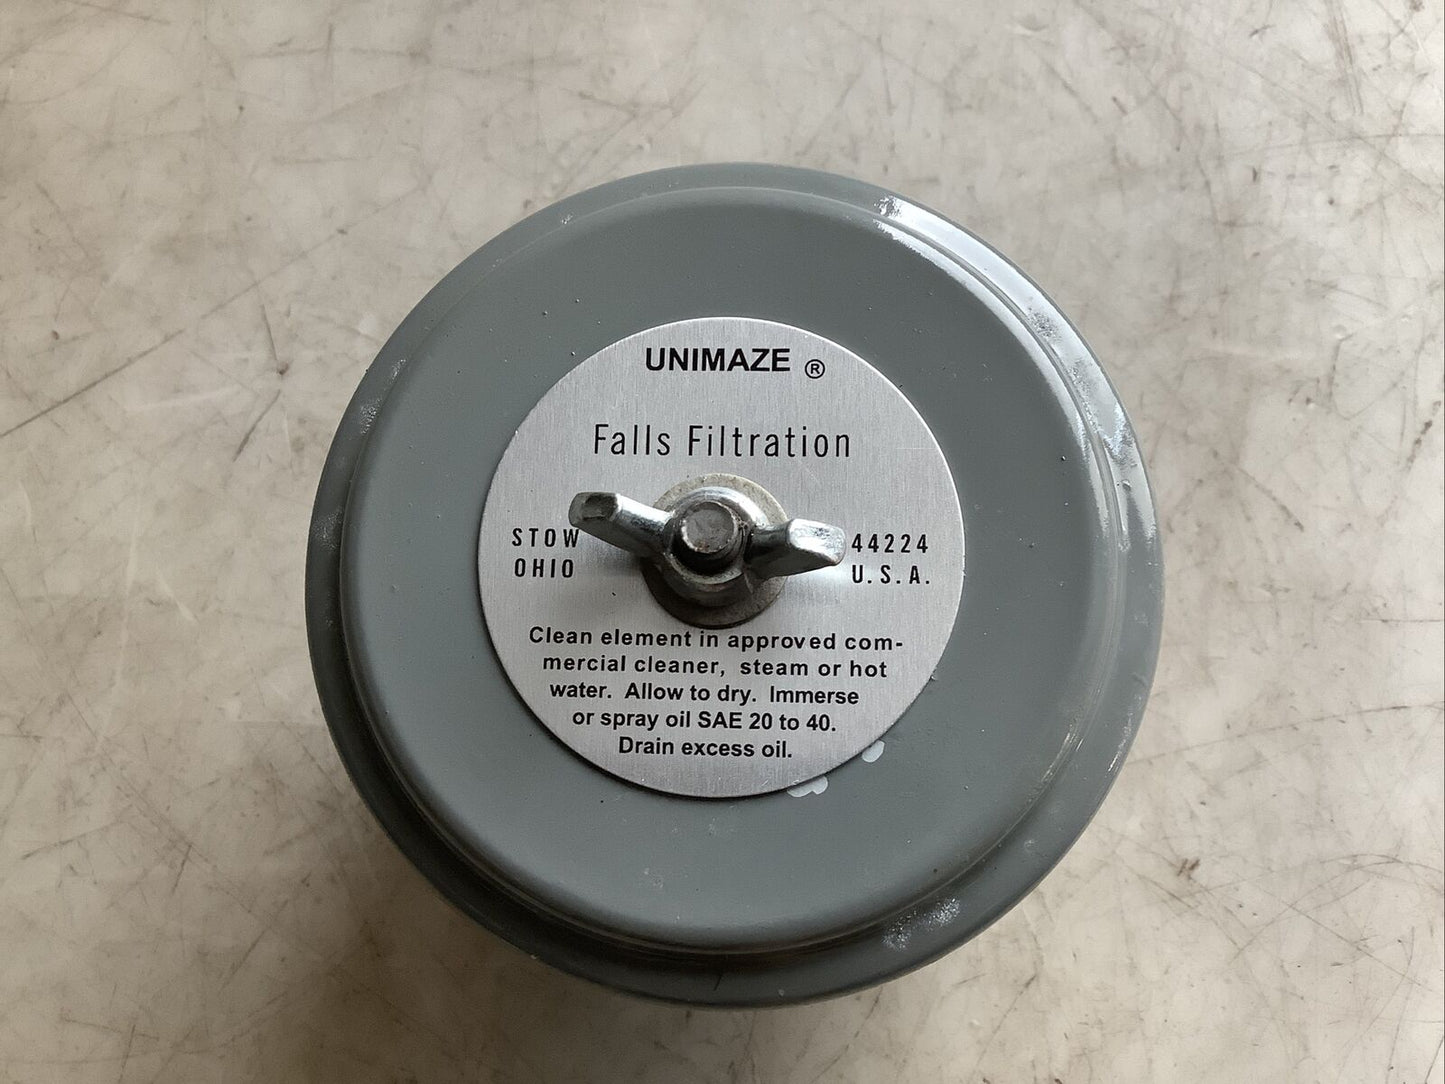 UNIMAZE ®
Falls Filtration
STOW 44224
OHIO U.S.A.
Clean element in approved com-
mercial cleaner, steam or hot
water. Allow to dry. Immerse
or spray oil SAE 20 to 40.
Drain excess oil.